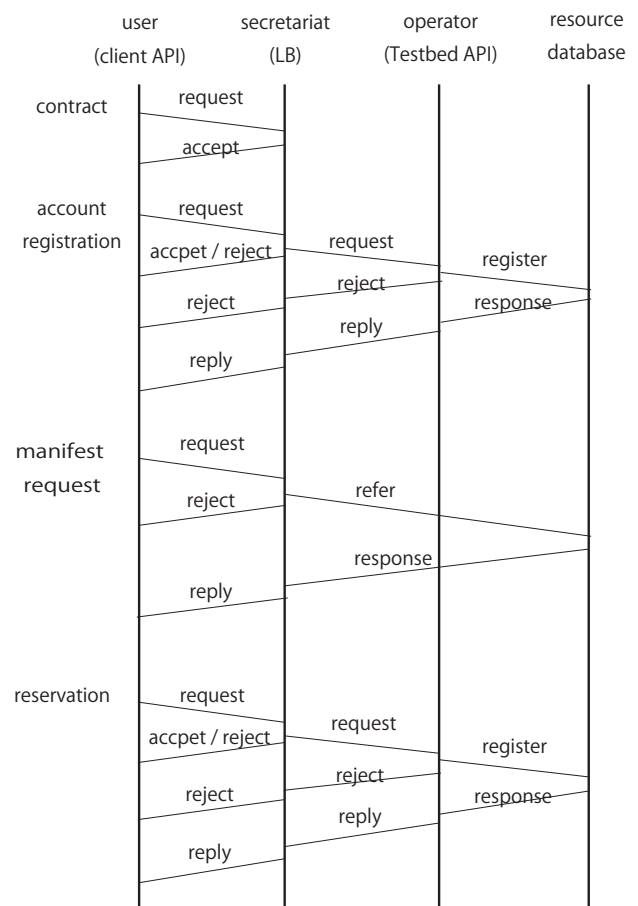 user
(client API)
secretariat
(LB)
operator
(Testbed API)
resource
database
contract
request
accept
account
registration
request
accpet / reject
request
register
reject
reject
response
reply
reply
manifest
request
request
refer
reject
response
reply
reservation
request
accpet / reject
request
register
reject
reject
response
reply
reply